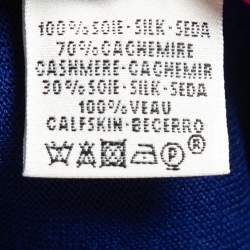 100% SOIE - SILK - SEDA
70% CACHEMIRE
CASHMERE - CACHEMIR
30% SOIE - SILK - SEDA
100% VEAU
CALFSKIN - BECERRO
P ®